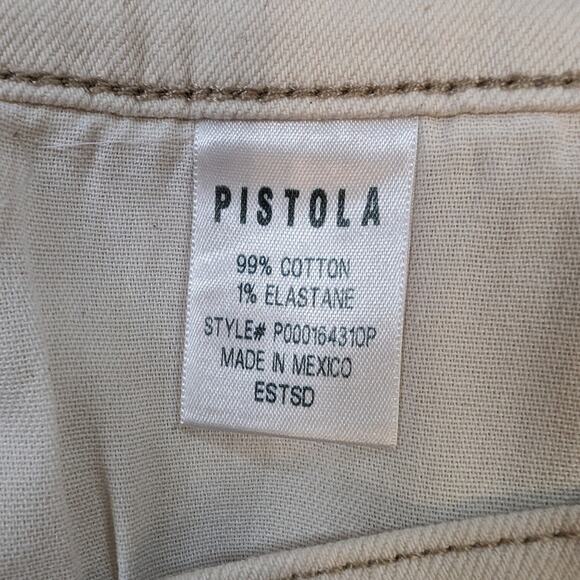 PISTOLA
99% COTTON
1% ELASTANE
STYLE# P000164310P
MADE IN MEXICO
ESTSD